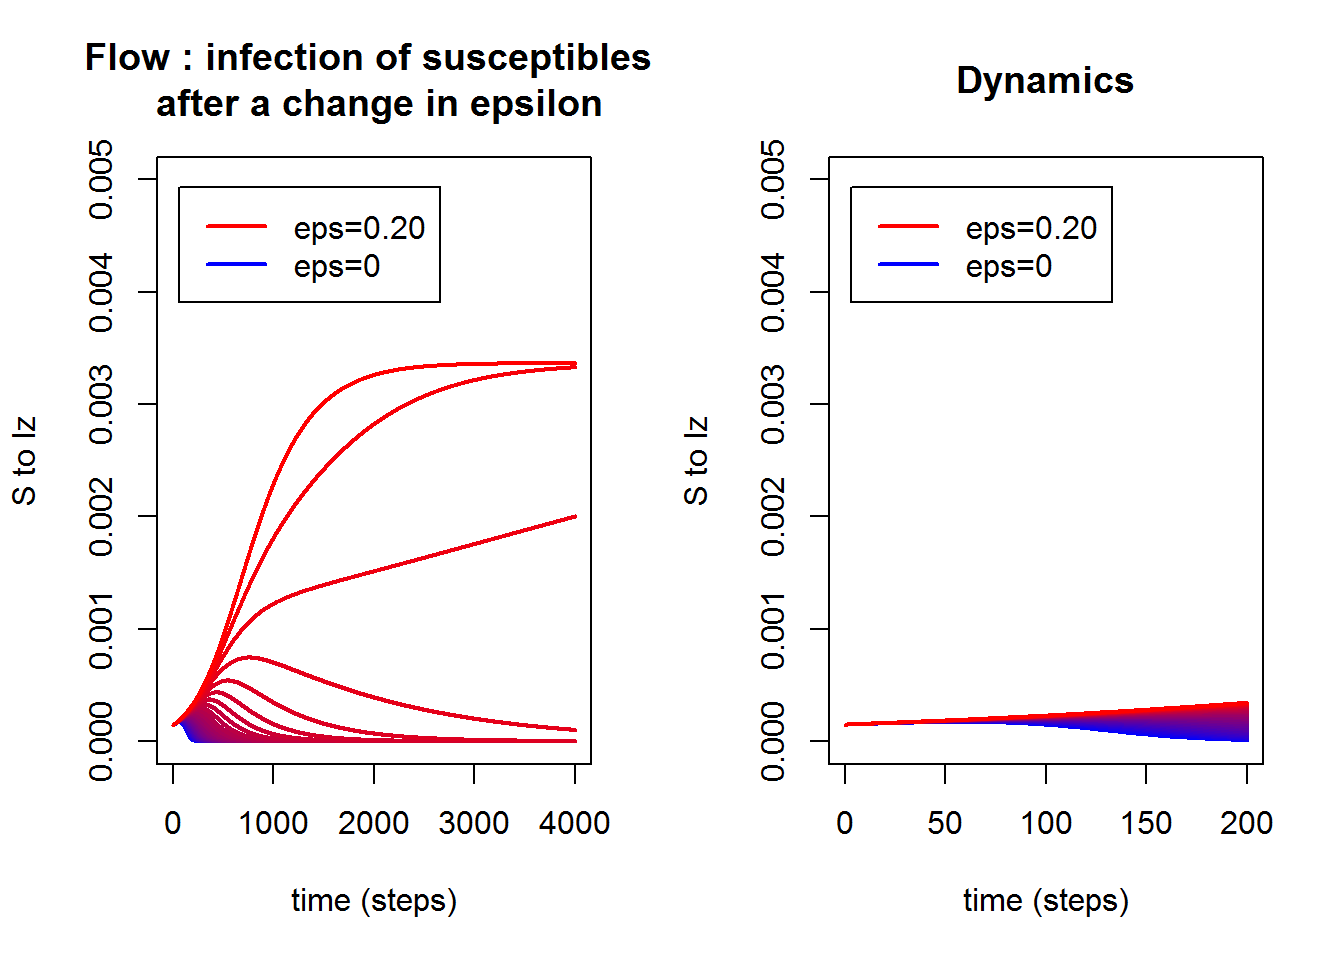 Flow : infection of susceptibles
after a change in epsilon
S to Iz
0.005
0.004
0.003
0.002
0.001
0.000
eps=0.20
eps=0
0 1000 2000 3000 4000
time (steps)
Dynamics
S to Iz
0.005
0.004
0.003
0.002
0.001
0.000
eps=0.20
eps=0
0 50 100 150 200
time (steps)